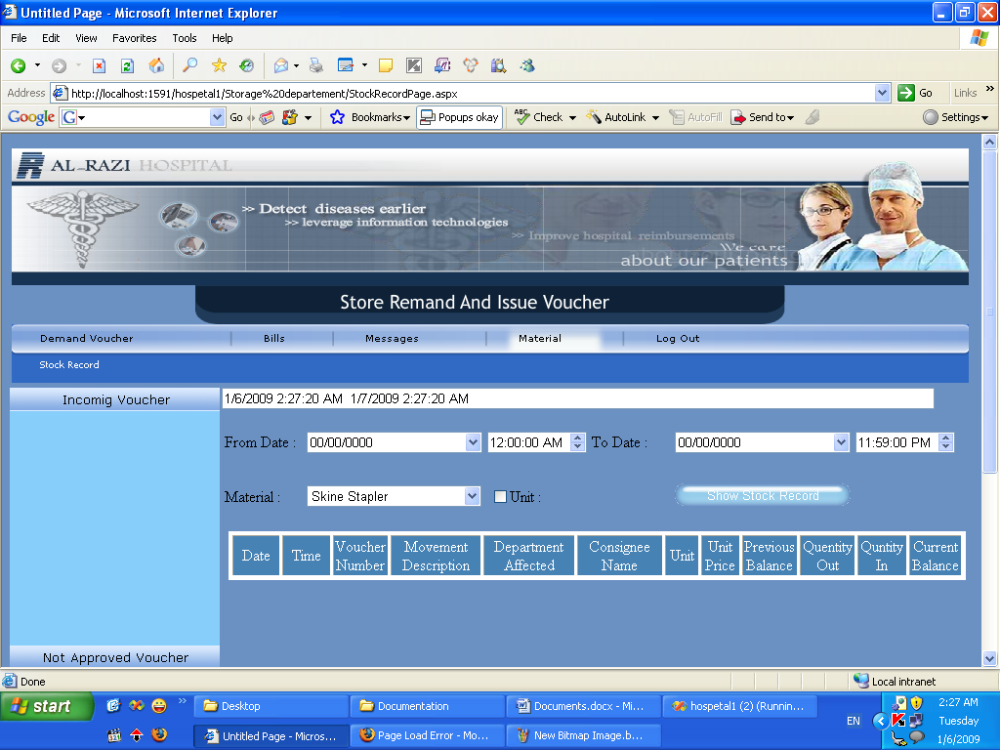 Untitled Page - Microsoft Internet Explorer
File Edit View Favorites Tools Help
Address http://localhost:1591/hospetal1/Storage%20departement/StockRecordPage.aspx Go Links »
Google G Go Bookmarks Popups okay Check AutoLink AutoFill Send to Settings
AL-RAZI HOSPITAL
>> Detect diseases earlier
>> leverage information technologies
>> Improve hospital reimbursements
We care
about our patients
Store Remand And Issue Voucher
Demand Voucher Bills Messages Material Log Out
Stock Record
Incomig Voucher
1/6/2009 2:27:20 AM 1/7/2009 2:27:20 AM
From Date : 00/00/0000 12:00:00 AM To Date : 00/00/0000 11:59:00 PM
Material : Skine Stapler Unit : Show Stock Record
Date Time Voucher Number Movement Description Department Affected Consignee Name Unit Unit Price Previous Balance Quentity Out Quntity In Current Balance
Not Approved Voucher
Done Local intranet
start Desktop Documentation Documents.docx - Mi... hospetal1 (2) (Runnin... 2:27 AM
EN Tuesday
Untitled Page - Micros... Page Load Error - Mo... New Bitmap Image.b... 1/6/2009